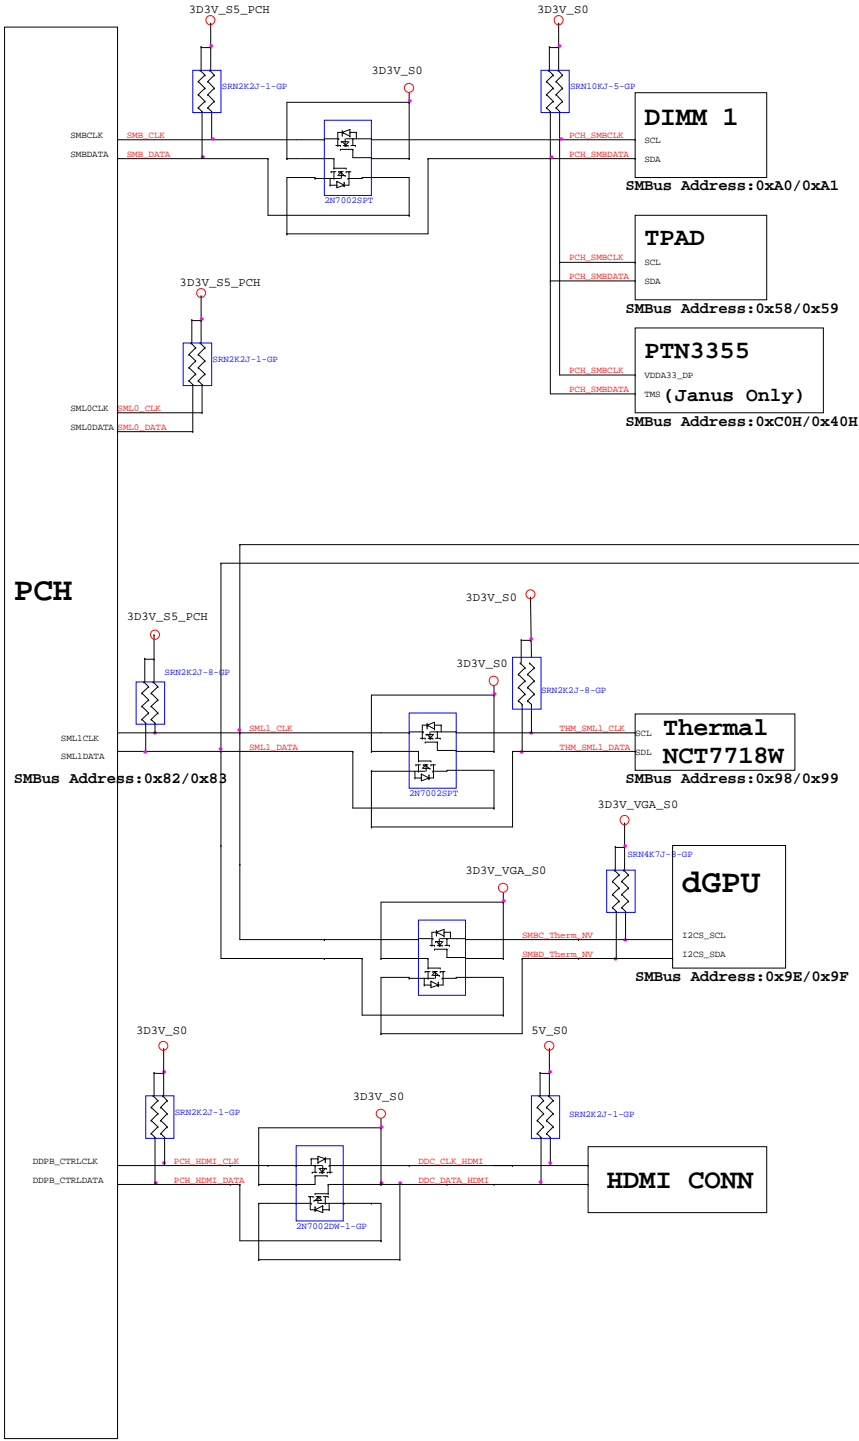 3D3V_S5_PCH
3D3V_S0
3D3V_S0
SRN2K2J-1-GP
SRN10KJ-5-GP
DIMM 1
SMBCLK
SMB_CLK
PCH_SMBCLK
SCL
SMBDATA
SMB_DATA
PCH_SMBDATA
SDA
SMBus Address:0xA0/0xA1
2N7002SPT
TPAD
PCH_SMBCLK
SCL
PCH_SMBDATA
SDA
SMBus Address:0x58/0x59
3D3V_S5_PCH
SRN2K2J-1-GP
PTN3355
PCH_SMBCLK
VDDA33_DP
PCH_SMBDATA
TMS
(Janus Only)
SMBus Address:0xC0H/0x40H
SML0CLK
SML0_CLK
SML0DATA
SML0_DATA
PCH
3D3V_S0
3D3V_S5_PCH
3D3V_S0
SRN2K2J-8-GP
SRN2K2J-8-GP
SML1CLK
SML1_CLK
THM_SML1_CLK
SCL
Thermal
SML1DATA
SML1_DATA
THM_SML1_DATA
SDL
NCT7718W
SMBus Address:0x82/0x83
SMBus Address:0x98/0x99
2N7002SPT
3D3V_VGA_S0
SRN4K7J-8-GP
3D3V_VGA_S0
dGPU
SMBC_Therm_NV
I2CS_SCL
SMBD_Therm_NV
I2CS_SDA
SMBus Address:0x9E/0x9F
3D3V_S0
5V_S0
3D3V_S0
SRN2K2J-1-GP
SRN2K2J-1-GP
DDPB_CTRLCLK
PCH_HDMI_CLK
DDC_CLK_HDMI
DDPB_CTRLDATA
PCH_HDMI_DATA
DDC_DATA_HDMI
HDMI CONN
2N7002DW-1-GP